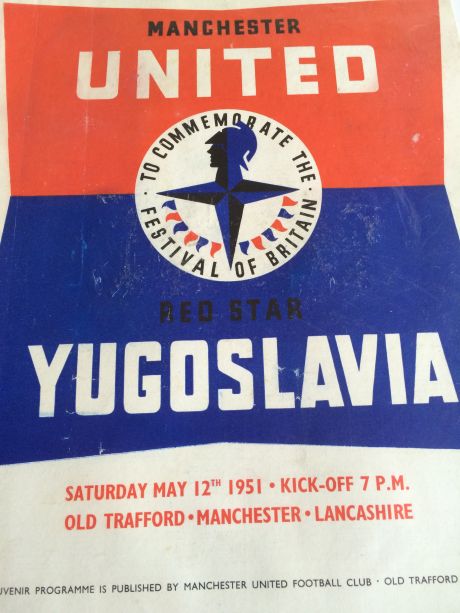 MANCHESTER
UNITED
TO COMMEMORATE THE
FESTIVAL OF BRITAIN
RED STAR
YUGOSLAVIA
SATURDAY MAY 12TH 1951 • KICK-OFF 7 P.M.
OLD TRAFFORD • MANCHESTER • LANCASHIRE
UVENIR PROGRAMME IS PUBLISHED BY MANCHESTER UNITED FOOTBALL CLUB • OLD TRAFFORD